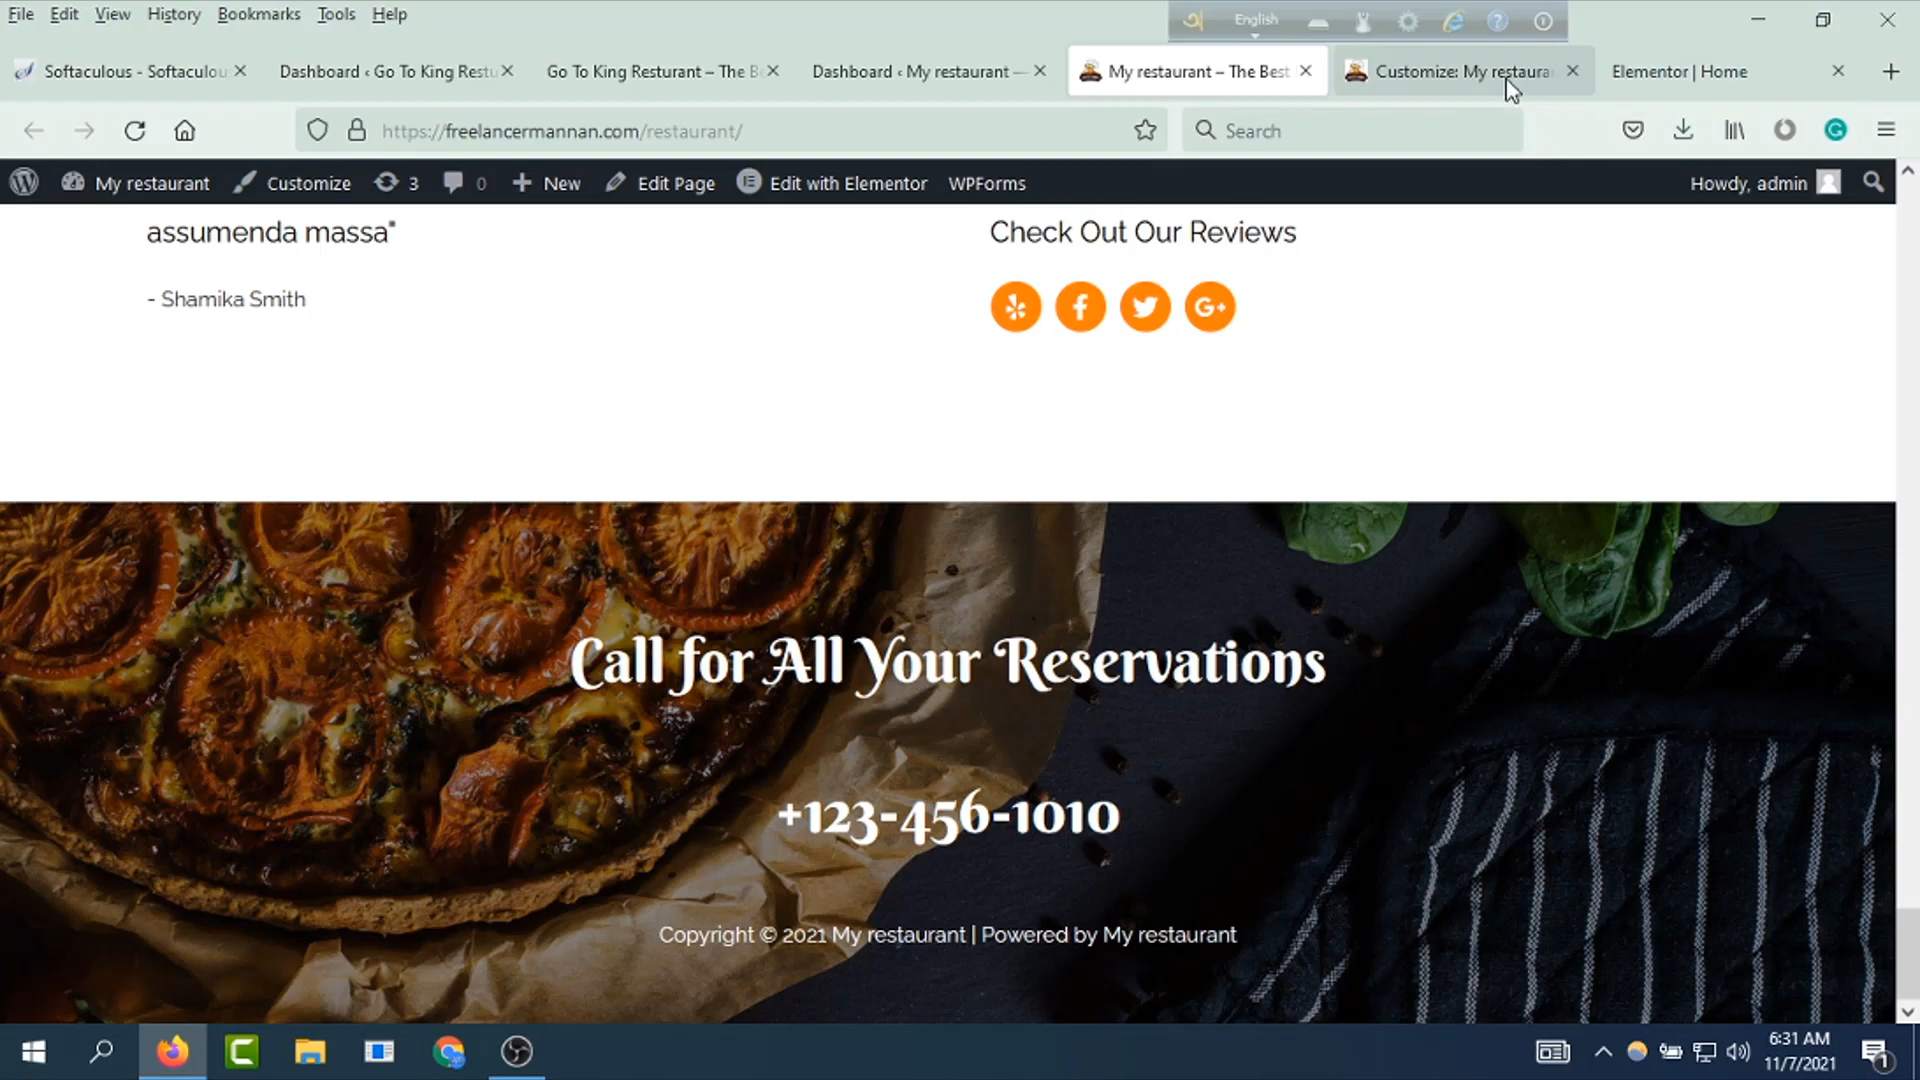 File Edit View History Bookmarks Tools Help
English
Softaculous - Softaculou
Dashboard ‹ Go To King Restu
Go To King Resturant – The B
Dashboard ‹ My restaurant —
My restaurant – The Best
Customize: My restaura
Elementor | Home
https://freelancermannan.com/restaurant/
Search
My restaurant Customize 3 0 New Edit Page Edit with Elementor WPForms Howdy, admin
assumenda massa"
- Shamika Smith
Check Out Our Reviews
Call for All Your Reservations
+123-456-1010
Copyright © 2021 My restaurant | Powered by My restaurant
6:31 AM
11/7/2021
1